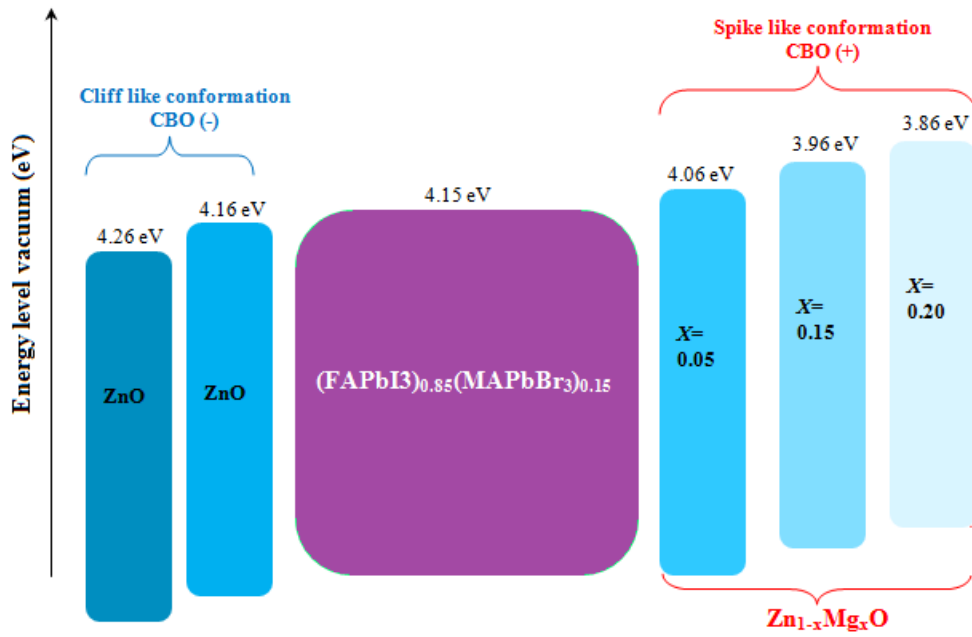 Energy level vacuum (eV)
Cliff like conformation
CBO (-)
4.26 eV
4.16 eV
ZnO
ZnO
4.15 eV
(FAPbI3)₀.₈₅(MAPbBr₃)₀.₁₅
Spike like conformation
CBO (+)
4.06 eV
3.96 eV
3.86 eV
X=
0.05
X=
0.15
X=
0.20
Zn₁₋ₓMgₓO